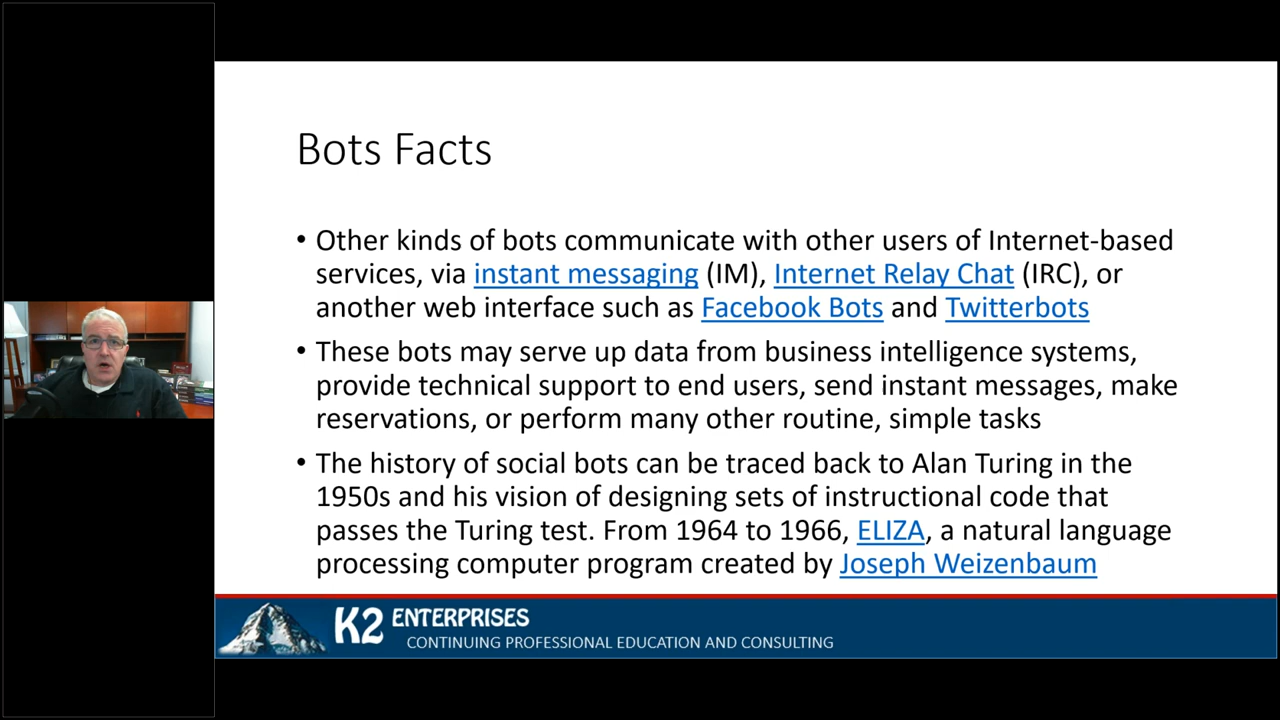 Bots Facts
• Other kinds of bots communicate with other users of Internet-based
services, via instant messaging (IM), Internet Relay Chat (IRC), or
another web interface such as Facebook Bots and Twitterbots
• These bots may serve up data from business intelligence systems,
provide technical support to end users, send instant messages, make
reservations, or perform many other routine, simple tasks
• The history of social bots can be traced back to Alan Turing in the
1950s and his vision of designing sets of instructional code that
passes the Turing test. From 1964 to 1966, ELIZA, a natural language
processing computer program created by Joseph Weizenbaum
K2 ENTERPRISES
CONTINUING PROFESSIONAL EDUCATION AND CONSULTING